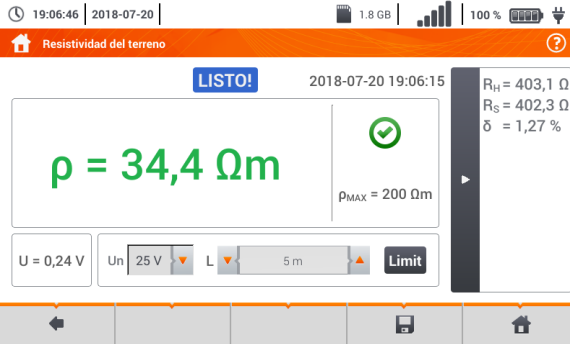 19:06:46 2018-07-20 1.8 GB 100 %
Resistividad del terreno ?
LISTO! 2018-07-20 19:06:15
ρ = 34,4 Ωm
ρMAX = 200 Ωm
RH = 403,1 Ω
RS = 402,3 Ω
δ = 1,27 %
U = 0,24 V Un 25 V L 5 m Limit